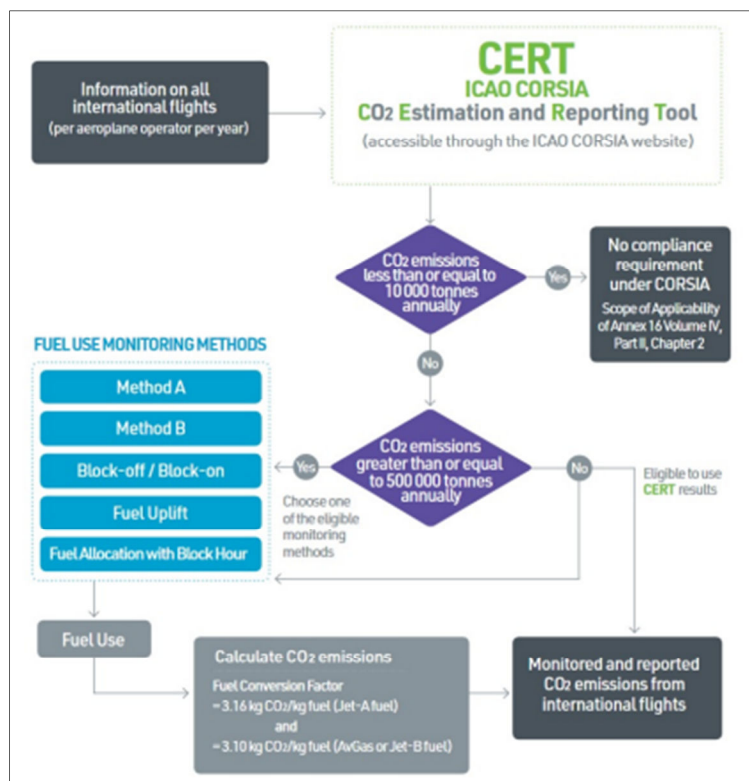 Information on all
international flights
(per aeroplane operator per year)
CERT
ICAO CORSIA
CO2 Estimation and Reporting Tool
(accessible through the ICAO CORSIA website)
CO2 emissions
less than or equal to
10 000 tonnes
annually
Yes
No compliance
requirement
under CORSIA
Scope of Applicability
of Annex 16 Volume IV,
Part II, Chapter 2
No
FUEL USE MONITORING METHODS
Method A
Method B
Block-off / Block-on
Fuel Uplift
Fuel Allocation with Block Hour
CO2 emissions
greater than or equal
to 500 000 tonnes
annually
Yes
Choose one
of the eligible
monitoring
methods
No
Eligible to use
CERT results
Fuel Use
Calculate CO2 emissions
Fuel Conversion Factor
= 3.16 kg CO2/kg fuel (Jet-A fuel)
and
= 3.10 kg CO2/kg fuel (AvGas or Jet-B fuel)
Monitored and reported
CO2 emissions from
international flights